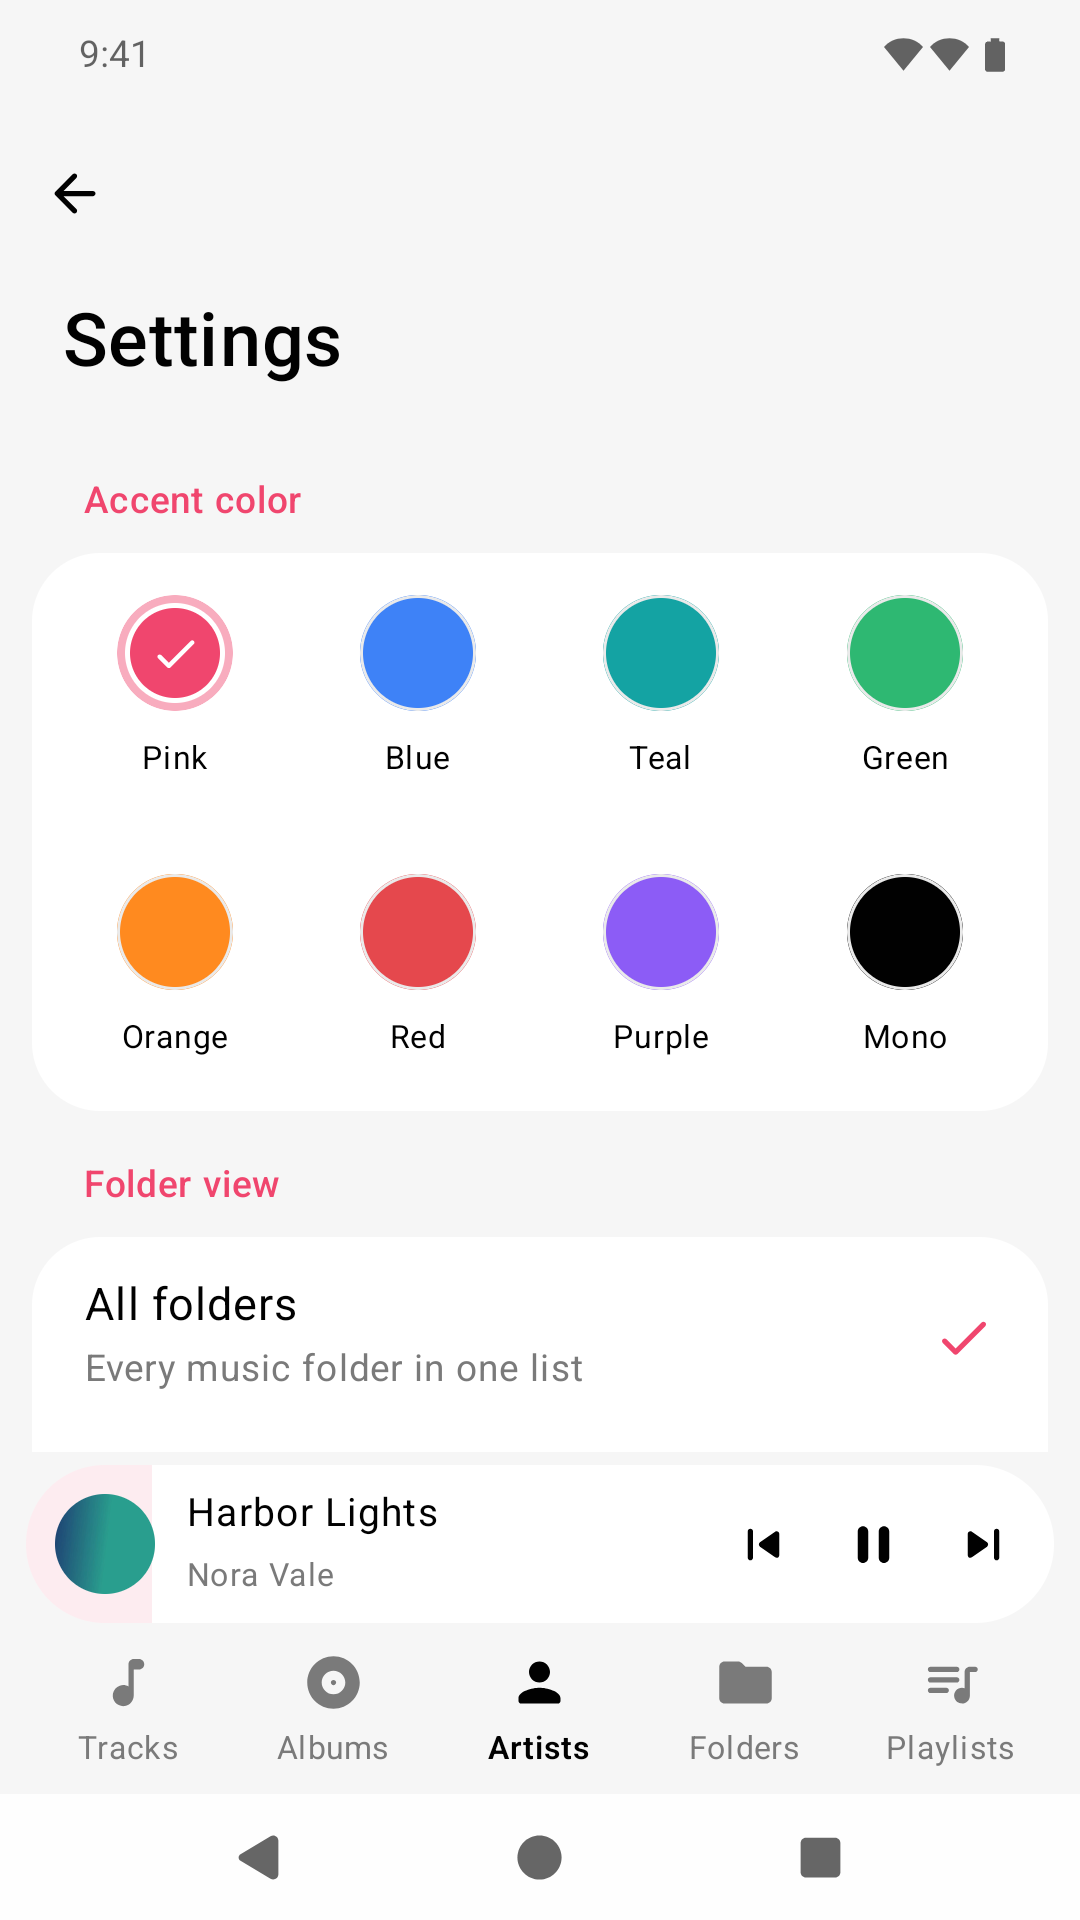 9:41
Settings
Accent color
Pink
Blue
Teal
Green
Orange
Red
Purple
Mono
Folder view
All folders
Every music folder in one list
Harbor Lights
Nora Vale
Tracks
Albums
Artists
Folders
Playlists